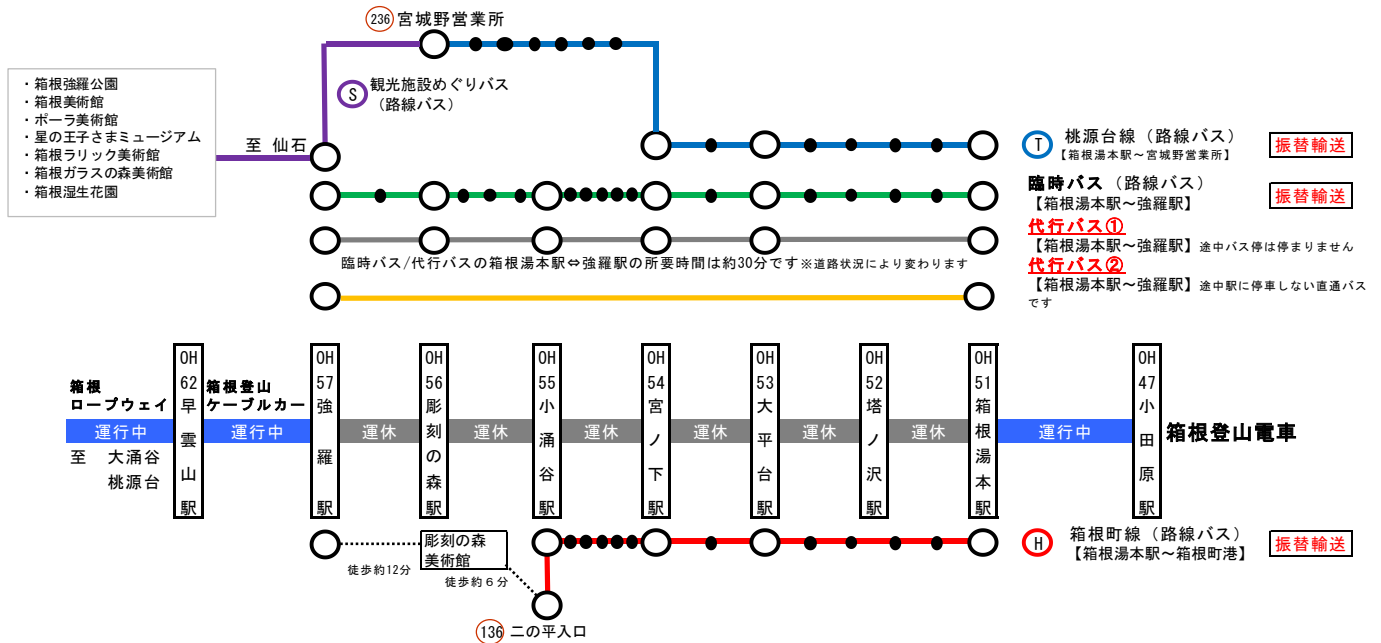 236 宮城野営業所
・箱根強羅公園
・箱根美術館
・ポーラ美術館
・星の王子さまミュージアム
・箱根ラリック美術館
・箱根ガラスの森美術館
・箱根湿生花園
至 仙石
S 観光施設めぐりバス
(路線バス)
T 桃源台線(路線バス)
【箱根湯本駅~宮城野営業所】
振替輸送
臨時バス(路線バス)
【箱根湯本駅~強羅駅】
振替輸送
代行バス①
【箱根湯本駅~強羅駅】途中バス停は停まりません
臨時バス/代行バスの箱根湯本駅⇔強羅駅の所要時間は約30分です※道路状況により変わります
代行バス②
【箱根湯本駅~強羅駅】途中駅に停車しない直通バス
です
箱根
ロープウェイ
運行中
至 大涌谷
桃源台
OH
62
早雲山駅
箱根登山
ケーブルカー
運行中
OH
57
強羅駅
運休
OH
56
彫刻の森駅
運休
OH
55
小涌谷駅
運休
OH
54
宮ノ下駅
運休
OH
53
大平台駅
運休
OH
52
塔ノ沢駅
運休
OH
51
箱根湯本駅
運行中
OH
47
小田原駅
箱根登山電車
彫刻の森
美術館
徒歩約12分
徒歩約6分
136 二の平入口
H 箱根町線(路線バス)
【箱根湯本駅~箱根町港】
振替輸送